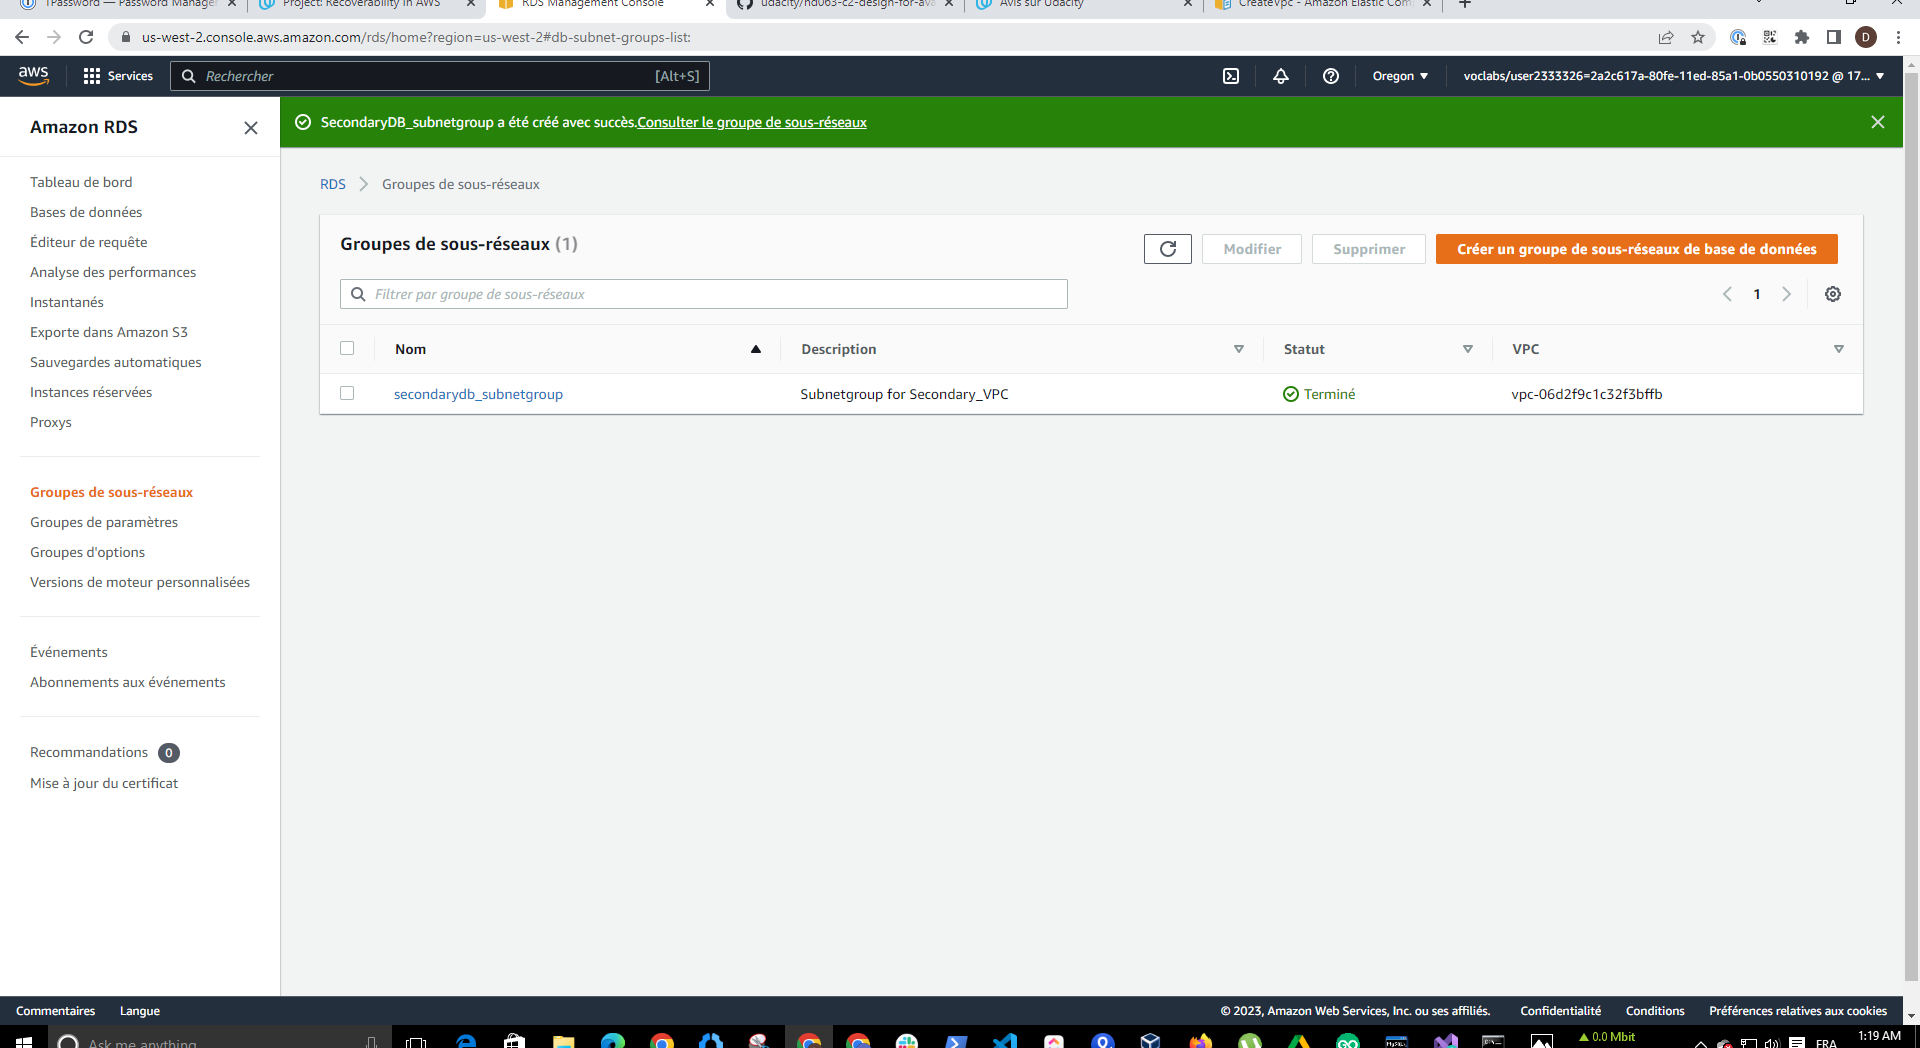 1Password — Password Manager
Project: Recoverability in AWS
RDS Management Console
udacity/nd063-c2-design-for-ava
Avis sur Udacity
CreateVpc - Amazon Elastic Com
us-west-2.console.aws.amazon.com/rds/home?region=us-west-2#db-subnet-groups-list:
D
aws
Services
Rechercher
[Alt+S]
Oregon
voclabs/user2333326=2a2c617a-80fe-11ed-85a1-0b0550310192 @ 17...
Amazon RDS
SecondaryDB_subnetgroup a été créé avec succès.Consulter le groupe de sous-réseaux
Tableau de bord
Bases de données
Éditeur de requête
Analyse des performances
Instantanés
Exporte dans Amazon S3
Sauvegardes automatiques
Instances réservées
Proxys
Groupes de sous-réseaux
Groupes de paramètres
Groupes d'options
Versions de moteur personnalisées
Événements
Abonnements aux événements
Recommandations 0
Mise à jour du certificat
RDS
Groupes de sous-réseaux
Groupes de sous-réseaux (1)
Modifier
Supprimer
Créer un groupe de sous-réseaux de base de données
Filtrer par groupe de sous-réseaux
1
Nom
Description
Statut
VPC
secondarydb_subnetgroup
Subnetgroup for Secondary_VPC
Terminé
vpc-06d2f9c1c32f3bffb
Commentaires
Langue
© 2023, Amazon Web Services, Inc. ou ses affiliés.
Confidentialité
Conditions
Préférences relatives aux cookies
Ask me anything
0.0 Mbit
FRA
1:19 AM